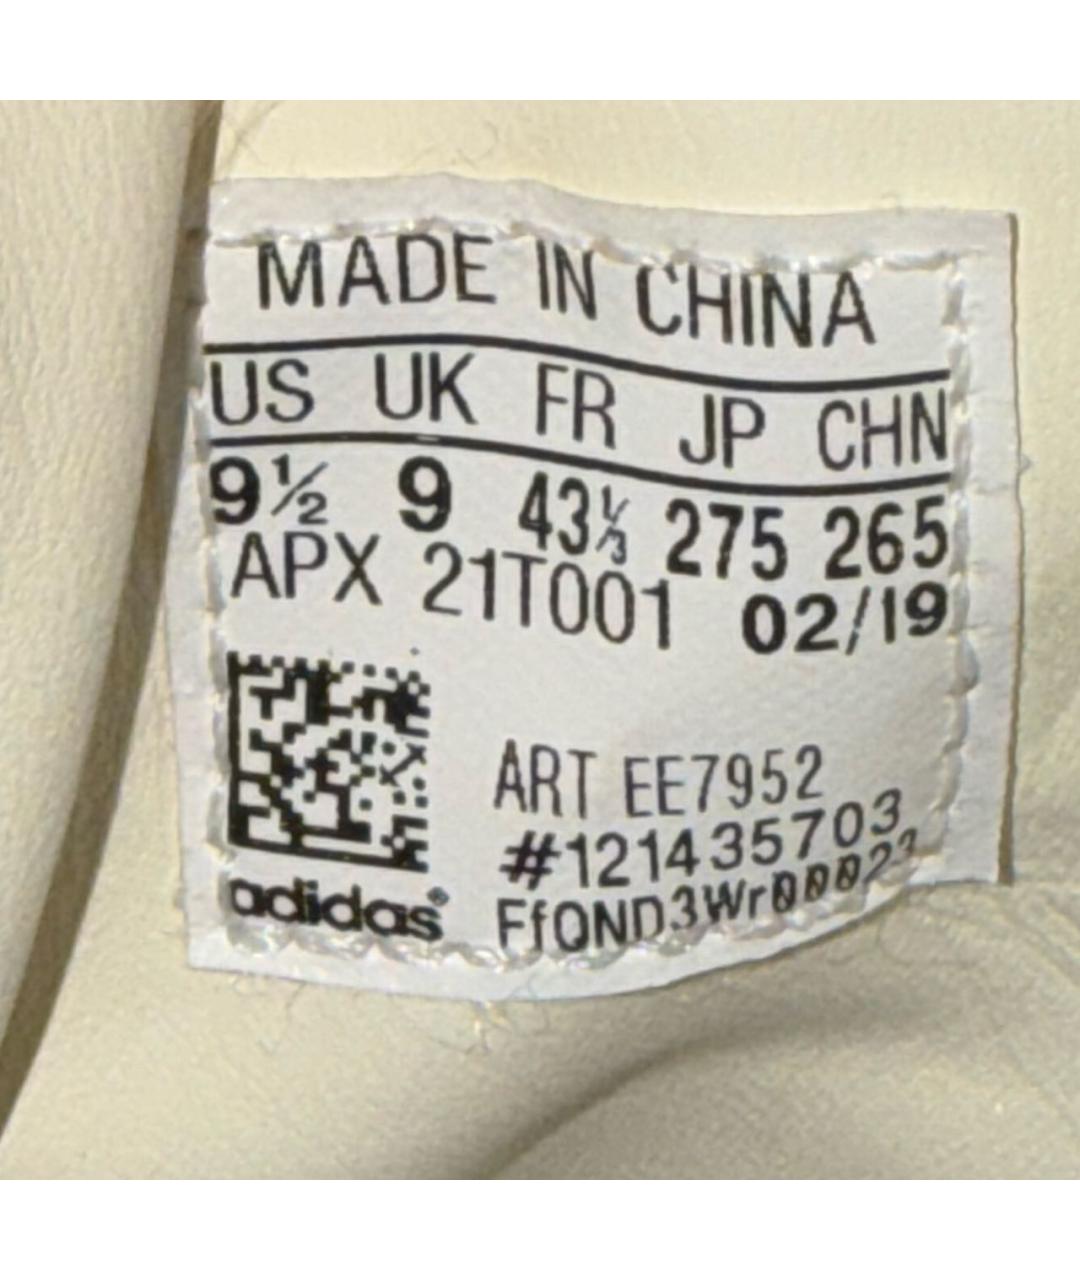 MADE IN CHINA
US UK FR JP CHN
9½ 9 43⅓ 275 265
APX 21T001 02/19
ART EE7952
#121435703
FfQND3Wr00023
adidas®